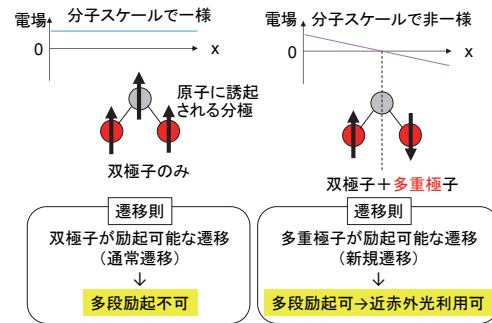 分子スケールで一様
電場
0
x
原子に誘起
される分極
双極子のみ
遷移則
双極子が励起可能な遷移
（通常遷移）
↓
多段励起不可
分子スケールで非一様
電場
0
x
双極子＋多重極子
遷移則
多重極子が励起可能な遷移
（新規遷移）
↓
多段励起可→近赤外光利用可